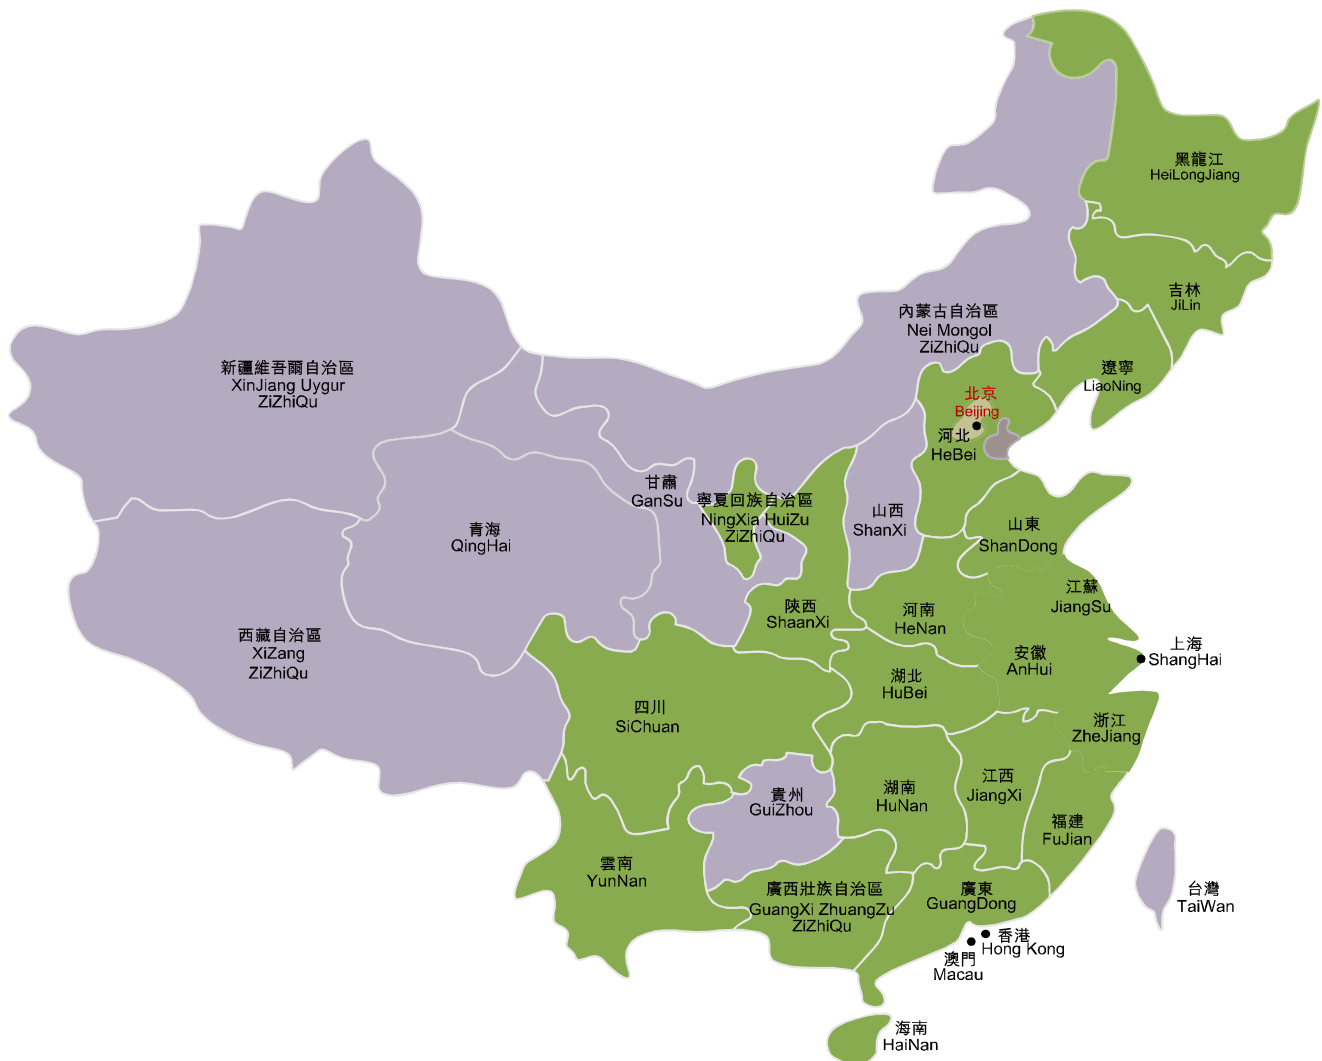 黑龍江
HeiLongJiang
吉林
JiLin
內蒙古自治區
Nei Mongol
ZiZhiQu
遼寧
LiaoNing
新疆維吾爾自治區
XinJiang Uygur
ZiZhiQu
北京
Beijing
河北
HeBei
甘肅
GanSu
寧夏回族自治區
NingXia HuiZu
ZiZhiQu
山西
ShanXi
山東
ShanDong
青海
QingHai
江蘇
JiangSu
陝西
ShaanXi
河南
HeNan
西藏自治區
XiZang
ZiZhiQu
安徽
AnHui
上海
ShangHai
湖北
HuBei
四川
SiChuan
浙江
ZheJiang
貴州
GuiZhou
湖南
HuNan
江西
JiangXi
福建
FuJian
雲南
YunNan
廣西壯族自治區
GuangXi ZhuangZu
ZiZhiQu
廣東
GuangDong
台灣
TaiWan
香港
Hong Kong
澳門
Macau
海南
HaiNan